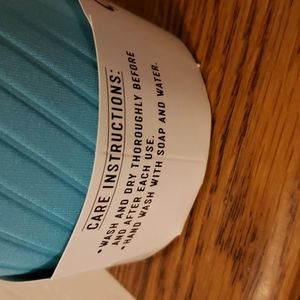 CARE INSTRUCTIONS:
*WASH AND DRY THOROUGHLY BEFORE
AND AFTER EACH USE.
*HAND WASH WITH SOAP AND WATER.